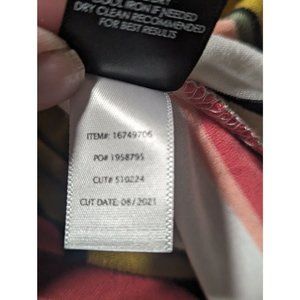 COOL IRON IF NEEDED
DRY CLEAN RECOMMENDED
FOR BEST RESULTS
ITEM#: 16749706
PO# 1958795
CUT# 510224
CUT DATE: 08/2021